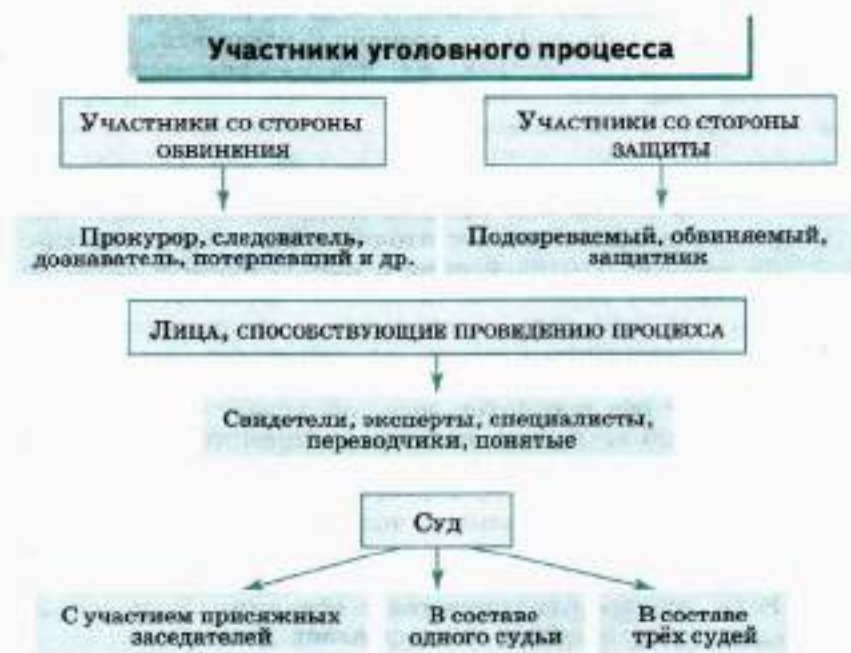 Участники уголовного процесса
Участники со стороны
обвинения
Участники со стороны
защиты
Прокурор, следователь,
дознаватель, потерпевший и др.
Подозреваемый, обвиняемый,
защитник
Лица, способствующие проведению процесса
Свидетели, эксперты, специалисты,
переводчики, понятые
Суд
С участием присяжных
заседателей
В составе
одного судьи
В составе
трёх судей